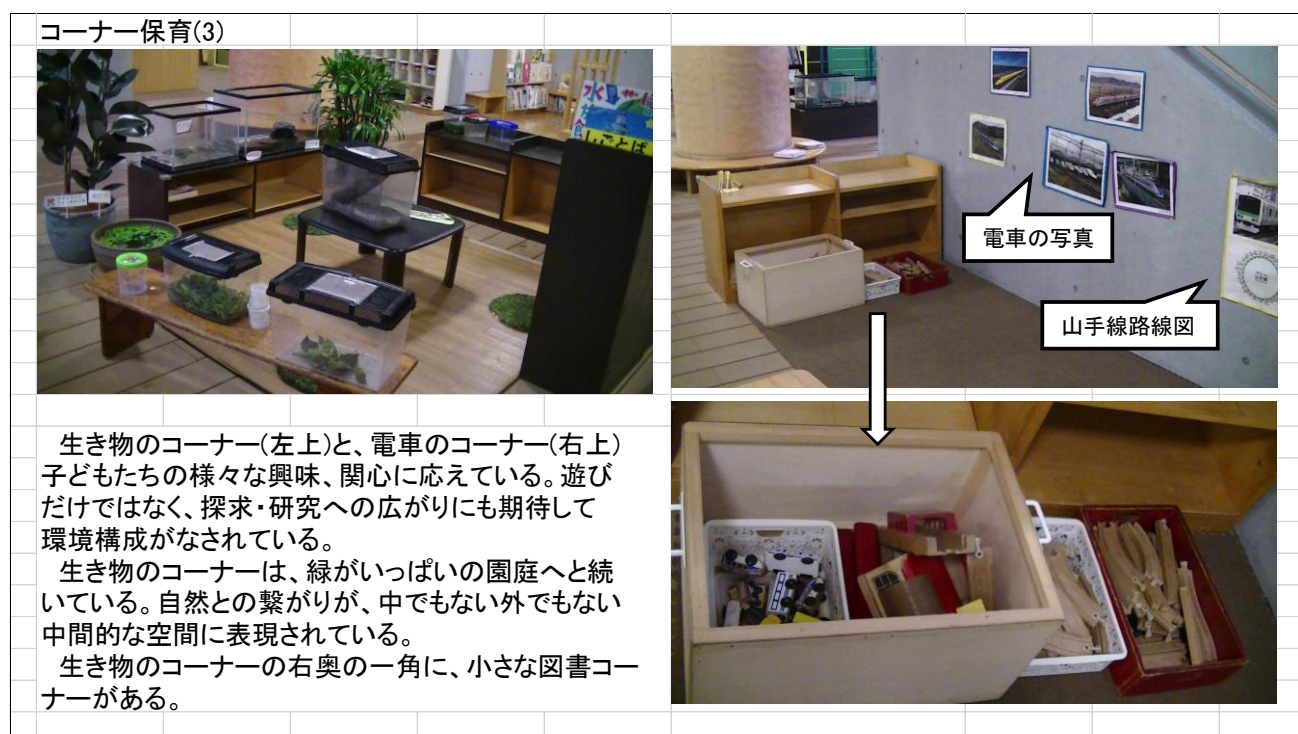 コーナー保育(3)
水族館
しごとば
電車の写真
山手線路線図
生き物のコーナー(左上)と、電車のコーナー(右上)
子どもたちの様々な興味、関心に応えている。遊び
だけではなく、探求・研究への広がりにも期待して
環境構成がなされている。
生き物のコーナーは、緑がいっぱいの園庭へと続
いている。自然との繋がりが、中でもない外でもない
中間的な空間に表現されている。
生き物のコーナーの右奥の一角に、小さな図書コー
ナーがある。